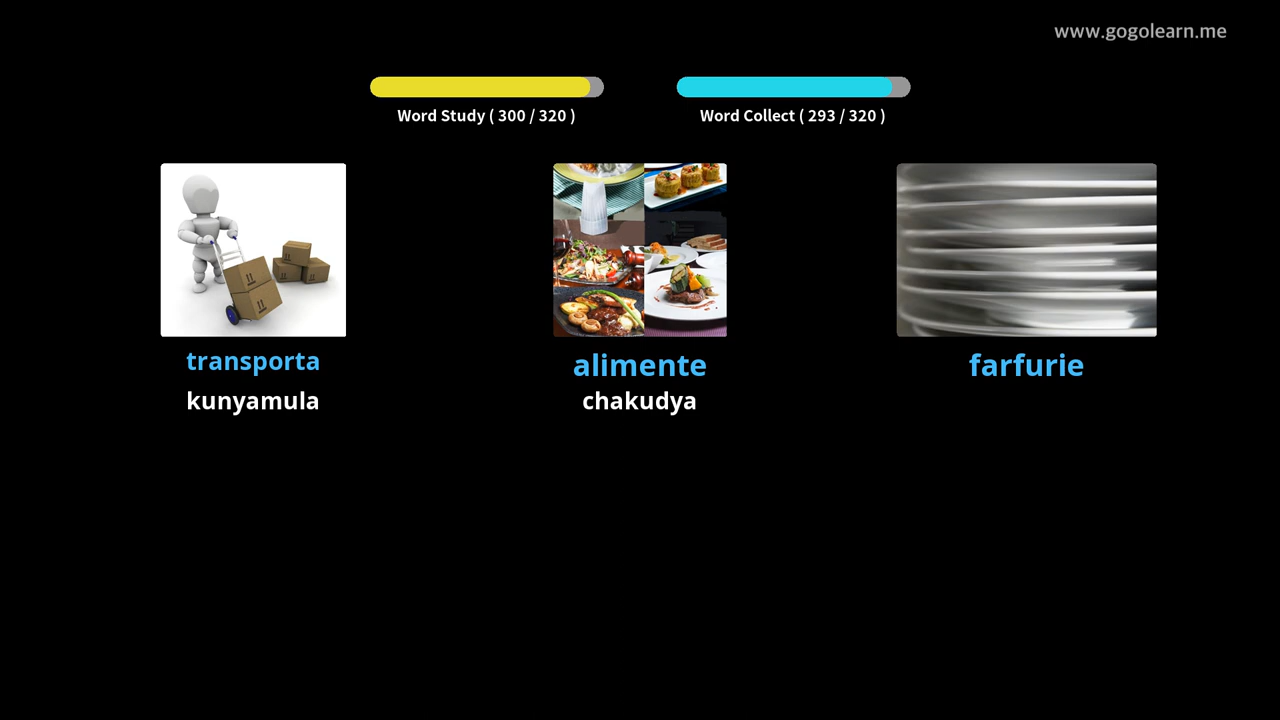 www.gogolearn.me
Word Study ( 300 / 320 )
Word Collect ( 293 / 320 )
transporta
kunyamula
alimente
chakudya
farfurie